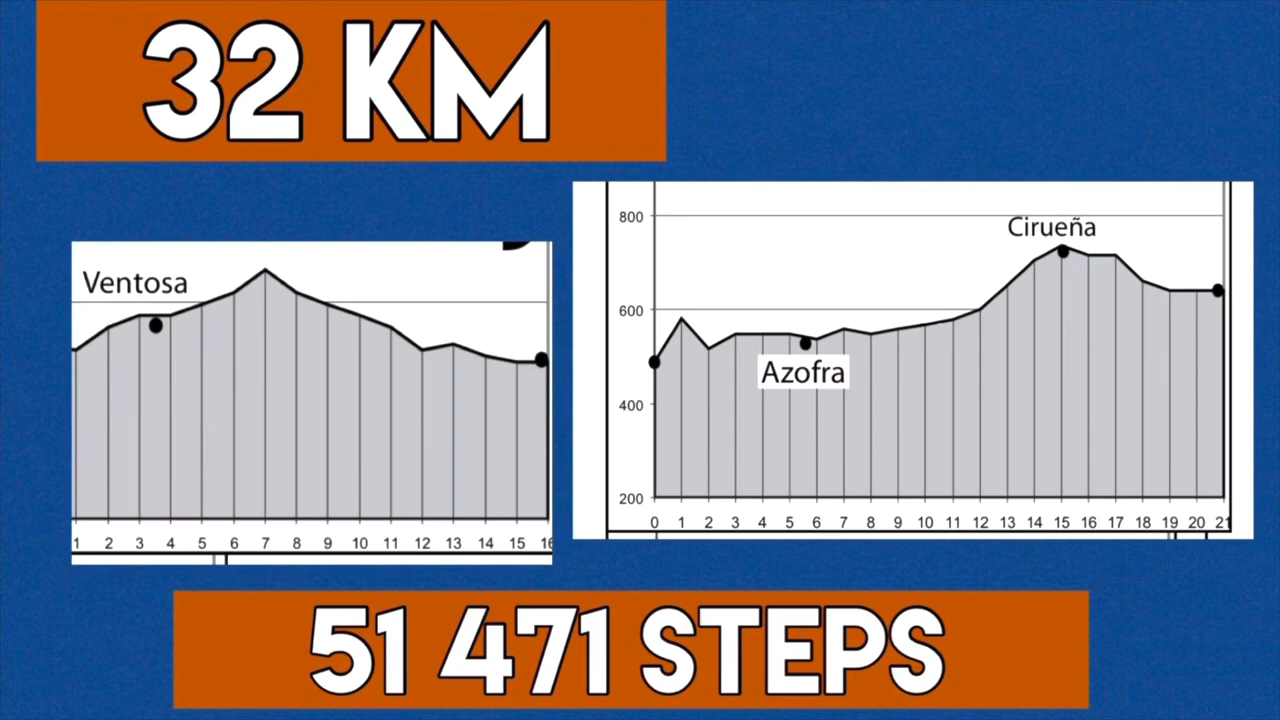 32 KM
Ventosa
1 2 3 4 5 6 7 8 9 10 11 12 13 14 15 16
800
600
400
200
Cirueña
Azofra
0 1 2 3 4 5 6 7 8 9 10 11 12 13 14 15 16 17 18 19 20 21
51 471 STEPS